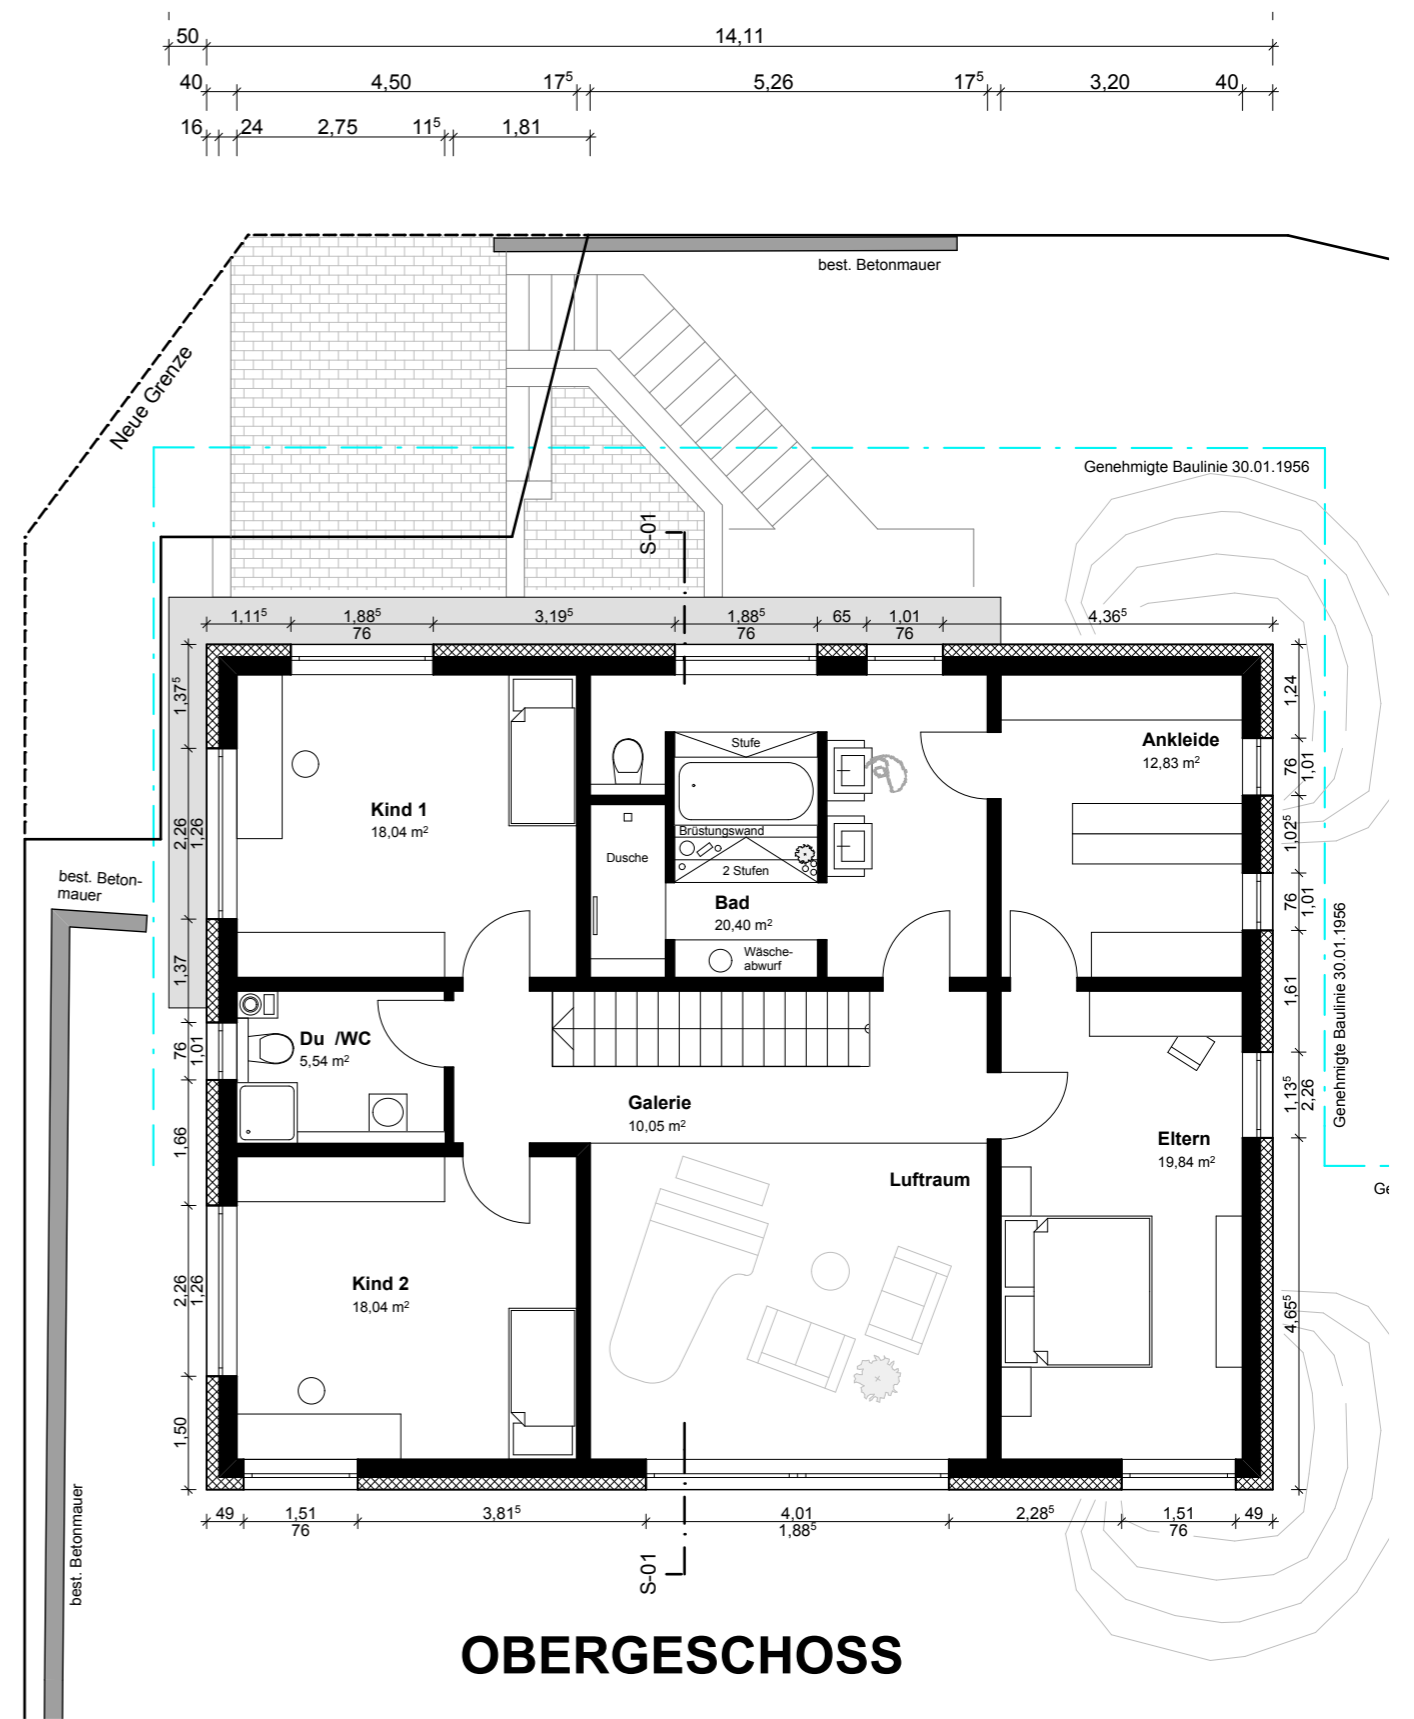 50 14,11
40 4,50 17⁵ 5,26 17⁵ 3,20 40
16 24 2,75 11⁵ 1,81
best. Betonmauer
Neue Grenze
Genehmigte Baulinie 30.01.1956
S-01
1,11⁵ 1,88⁵ 3,19⁵ 1,88⁵ 65 1,01 4,36⁵
76 76 76
1,37⁵
2,26
1,26
1,37
76
1,01
1,66
2,26
1,26
1,50
Stufe
Ankleide
12,83 m²
Kind 1
18,04 m²
Brüstungswand
Dusche
2 Stufen
Bad
20,40 m²
Wäsche-
abwurf
best. Beton-
mauer
Du /WC
5,54 m²
Galerie
10,05 m²
Eltern
19,84 m²
Luftraum
Kind 2
18,04 m²
1,24
76
1,01
1,02⁵
76
1,01
1,61
1,13⁵
2,26
4,65⁵
Genehmigte Baulinie 30.01.1956
Ge
best. Betonmauer
49 1,51 3,81⁵ 4,01 2,28⁵ 1,51 49
76 1,88⁵ 76
S-01
OBERGESCHOSS